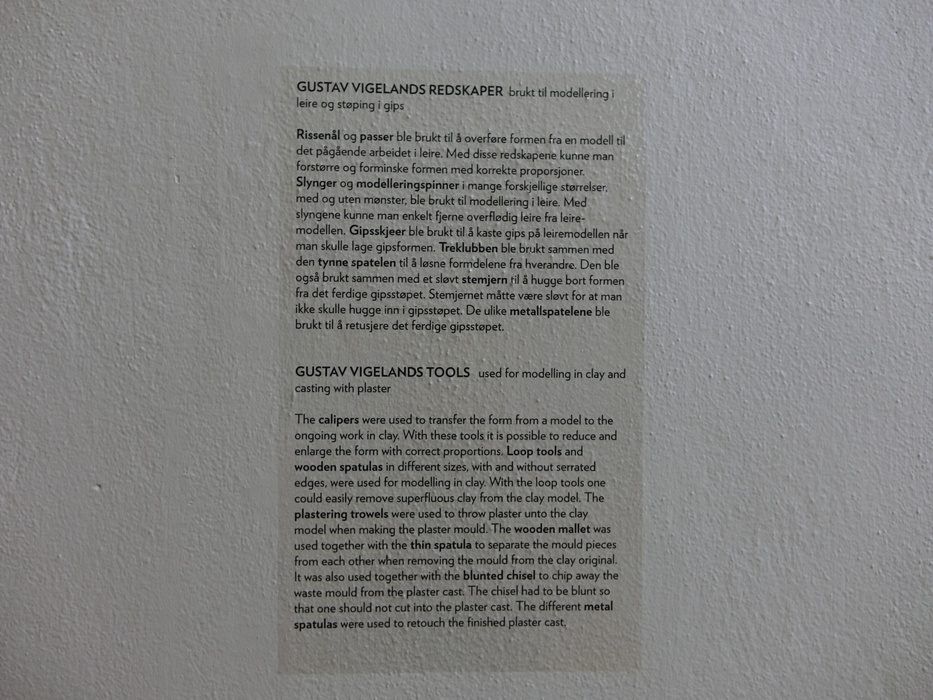 GUSTAV VIGELANDS REDSKAPER brukt til modellering i
leire og støping i gips
Rissenål og passer ble brukt til å overføre formen fra en modell til
det pågående arbeidet i leire. Med disse redskapene kunne man
forstørre og forminske formen med korrekte proporsjoner.
Slynger og modelleringspinner i mange forskjellige størrelser,
med og uten mønster, ble brukt til modellering i leire. Med
slyngene kunne man enkelt fjerne overflødig leire fra leire-
modellen. Gipsskjeer ble brukt til å kaste gips på leiremodellen når
man skulle lage gipsformen. Treklubben ble brukt sammen med
den tynne spatelen til å løsne formdelene fra hverandre. Den ble
også brukt sammen med et sløvt stemjern til å hugge bort formen
fra det ferdige gipsstøpet. Stemjernet måtte være sløvt for at man
ikke skulle hugge inn i gipsstøpet. De ulike metallspatelene ble
brukt til å retusjere det ferdige gipsstøpet.
GUSTAV VIGELANDS TOOLS used for modelling in clay and
casting with plaster
The calipers were used to transfer the form from a model to the
ongoing work in clay. With these tools it is possible to reduce and
enlarge the form with correct proportions. Loop tools and
wooden spatulas in different sizes, with and without serrated
edges, were used for modelling in clay. With the loop tools one
could easily remove superfluous clay from the clay model. The
plastering trowels were used to throw plaster unto the clay
model when making the plaster mould. The wooden mallet was
used together with the thin spatula to separate the mould pieces
from each other when removing the mould from the clay original.
It was also used together with the blunted chisel to chip away the
waste mould from the plaster cast. The chisel had to be blunt so
that one should not cut into the plaster cast. The different metal
spatulas were used to retouch the finished plaster cast.